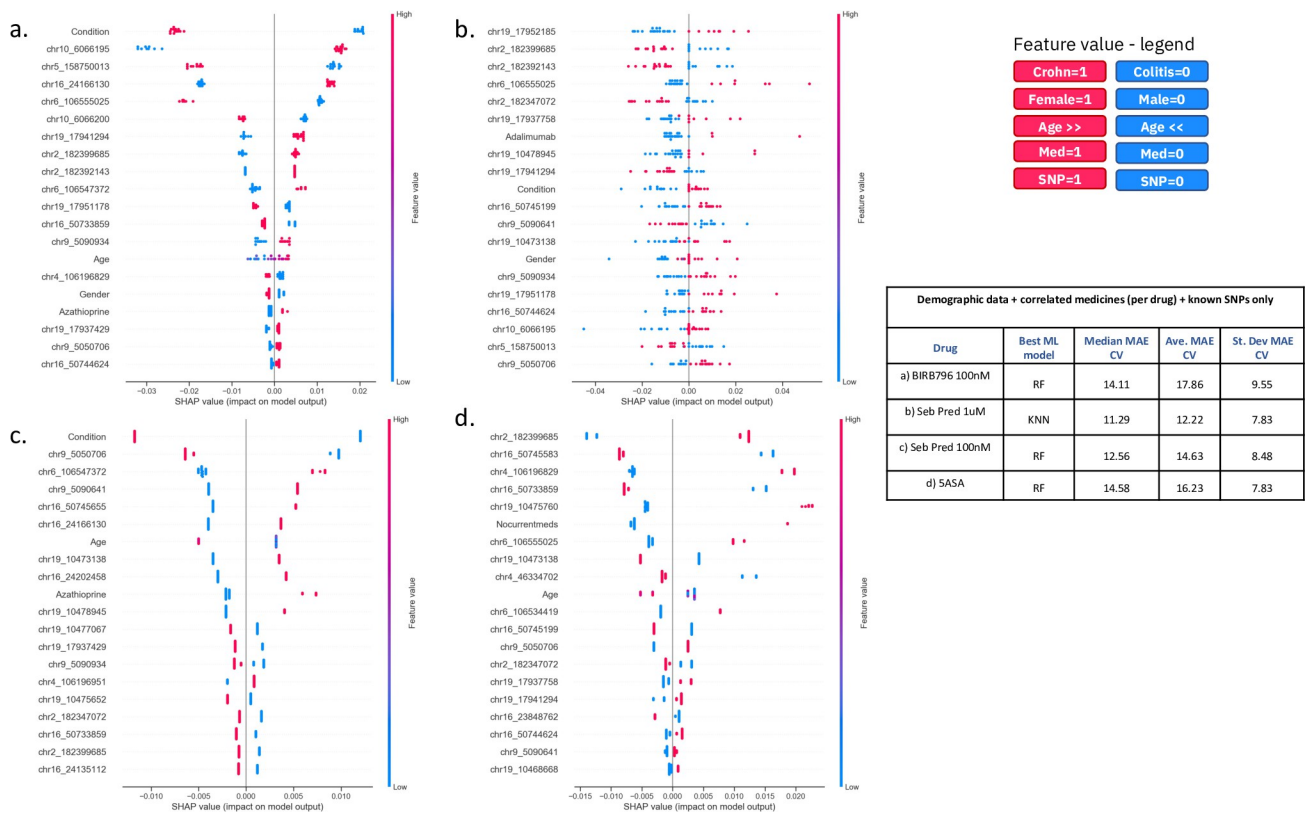 a.
High
Condition
chr10_6066195
chr5_158750013
chr16_24166130
chr6_106555025
chr10_6066200
chr19_17941294
chr2_182399685
chr2_182392143
chr6_106547372
chr19_17951178
chr16_50733859
chr9_5090934
Age
chr4_106196829
Gender
Azathioprine
chr19_17937429
chr9_5050706
chr16_50744624
Feature value
Low
−0.03 −0.02 −0.01 0.00 0.01 0.02
SHAP value (impact on model output)
b.
High
chr19_17952185
chr2_182399685
chr2_182392143
chr6_106555025
chr2_182347072
chr19_17937758
Adalimumab
chr19_10478945
chr19_17941294
Condition
chr16_50745199
chr9_5090641
chr19_10473138
Gender
chr9_5090934
chr19_17951178
chr16_50744624
chr10_6066195
chr5_158750013
chr9_5050706
Feature value
Low
−0.04 −0.02 0.00 0.02 0.04
SHAP value (impact on model output)
Feature value - legend
Crohn=1 Colitis=0
Female=1 Male=0
Age >> Age <<
Med=1 Med=0
SNP=1 SNP=0
Demographic data + correlated medicines (per drug) + known SNPs only
Drug Best ML model Median MAE CV Ave. MAE CV St. Dev MAE CV
a) BIRB796 100nM RF 14.11 17.86 9.55
b) Seb Pred 1uM KNN 11.29 12.22 7.83
c) Seb Pred 100nM RF 12.56 14.63 8.48
d) 5ASA RF 14.58 16.23 7.83
c.
High
Condition
chr9_5050706
chr6_106547372
chr9_5090641
chr16_50745655
chr16_24166130
Age
chr19_10473138
chr16_24202458
Azathioprine
chr19_10478945
chr19_10477067
chr19_17937429
chr9_5090934
chr4_106196951
chr19_10475652
chr2_182347072
chr16_50733859
chr2_182399685
chr16_24135112
Feature value
Low
−0.010 −0.005 0.000 0.005 0.010
SHAP value (impact on model output)
d.
High
chr2_182399685
chr16_50745583
chr4_106196829
chr16_50733859
chr19_10475760
Nocurrentmeds
chr6_106555025
chr19_10473138
chr4_46334702
Age
chr6_106534419
chr16_50745199
chr9_5050706
chr2_182347072
chr19_17937758
chr19_17941294
chr16_23848762
chr16_50744624
chr9_5090641
chr19_10468668
Feature value
Low
−0.015 −0.010 −0.005 0.000 0.005 0.010 0.015 0.020
SHAP value (impact on model output)